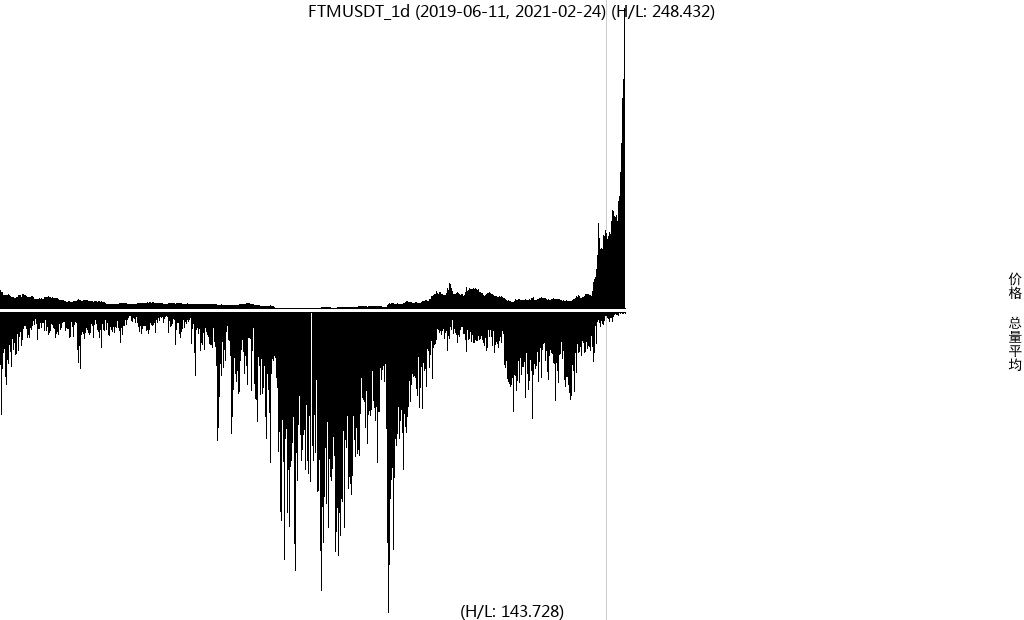 FTMUSDT_1d (2019-06-11, 2021-02-24) (H/L: 248.432)
价格 总量平均
(H/L: 143.728)